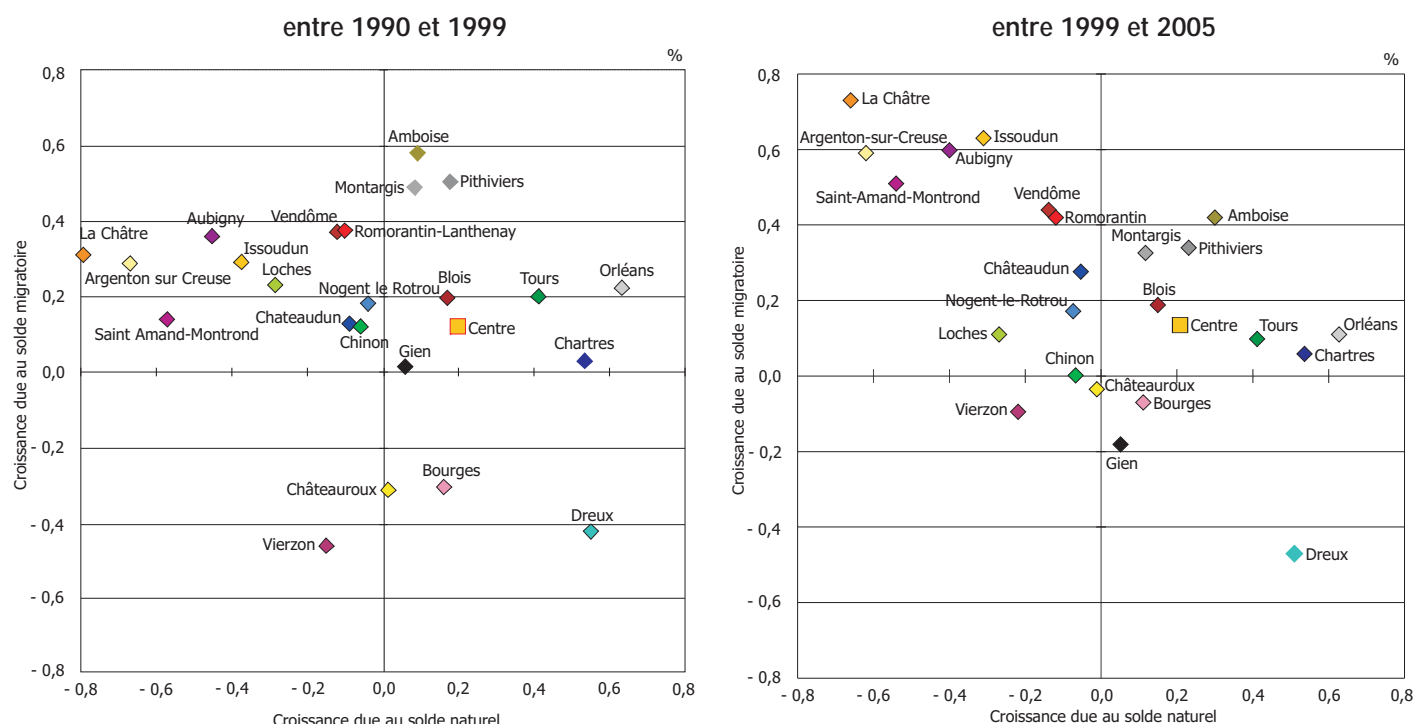 entre 1990 et 1999
%
Croissance due au solde migratoire
0,8
0,6
0,4
0,2
0,0
- 0,2
- 0,4
- 0,6
- 0,8
Amboise
Montargis
Pithiviers
Aubigny
Vendôme
Romorantin-Lanthenay
La Châtre
Issoudun
Argenton sur Creuse
Loches
Orléans
Blois
Tours
Nogent le Rotrou
Saint Amand-Montrond
Chateaudun
Centre
Chinon
Gien
Chartres
Châteauroux
Bourges
Dreux
Vierzon
- 0,8
- 0,6
- 0,4
- 0,2
0,0
0,2
0,4
0,6
0,8
Croissance due au solde naturel
entre 1999 et 2005
%
Croissance due au solde migratoire
0,8
0,6
0,4
0,2
0,0
- 0,2
- 0,4
- 0,6
- 0,8
La Châtre
Argenton-sur-Creuse
Issoudun
Aubigny
Saint-Amand-Montrond
Vendôme
Romorantin
Amboise
Montargis
Pithiviers
Châteaudun
Blois
Nogent-le-Rotrou
Loches
Centre
Tours
Orléans
Chartres
Chinon
Châteauroux
Vierzon
Bourges
Gien
Dreux
- 0,8
- 0,6
- 0,4
- 0,2
0,0
0,2
0,4
0,6
0,8
Croissance due au solde naturel